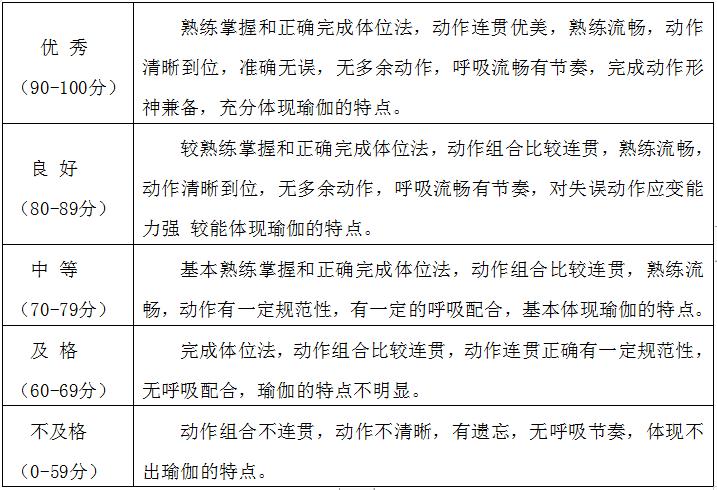 优 秀
（90-100分）
熟练掌握和正确完成体位法，动作连贯优美，熟练流畅，动作
清晰到位，准确无误，无多余动作，呼吸流畅有节奏，完成动作形
神兼备，充分体现瑜伽的特点。
良 好
（80-89分）
较熟练掌握和正确完成体位法，动作组合比较连贯，熟练流畅，
动作清晰到位，无多余动作，呼吸流畅有节奏，对失误动作应变能
力强 较能体现瑜伽的特点。
中 等
（70-79分）
基本熟练掌握和正确完成体位法，动作组合比较连贯，熟练流
畅，动作有一定规范性，有一定的呼吸配合，基本体现瑜伽的特点。
及 格
（60-69分）
完成体位法，动作组合比较连贯，动作连贯正确有一定规范性，
无呼吸配合，瑜伽的特点不明显。
不及格
（0-59分）
动作组合不连贯，动作不清晰，有遗忘，无呼吸节奏，体现不
出瑜伽的特点。